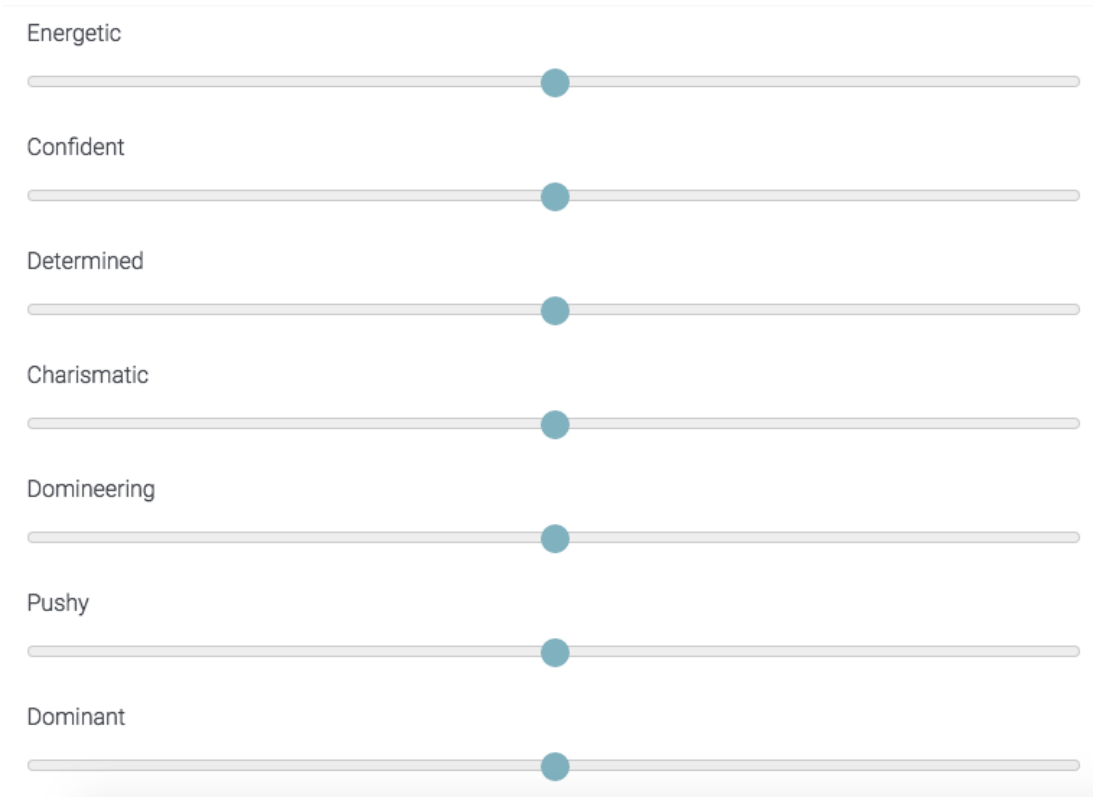 Energetic
Confident
Determined
Charismatic
Domineering
Pushy
Dominant